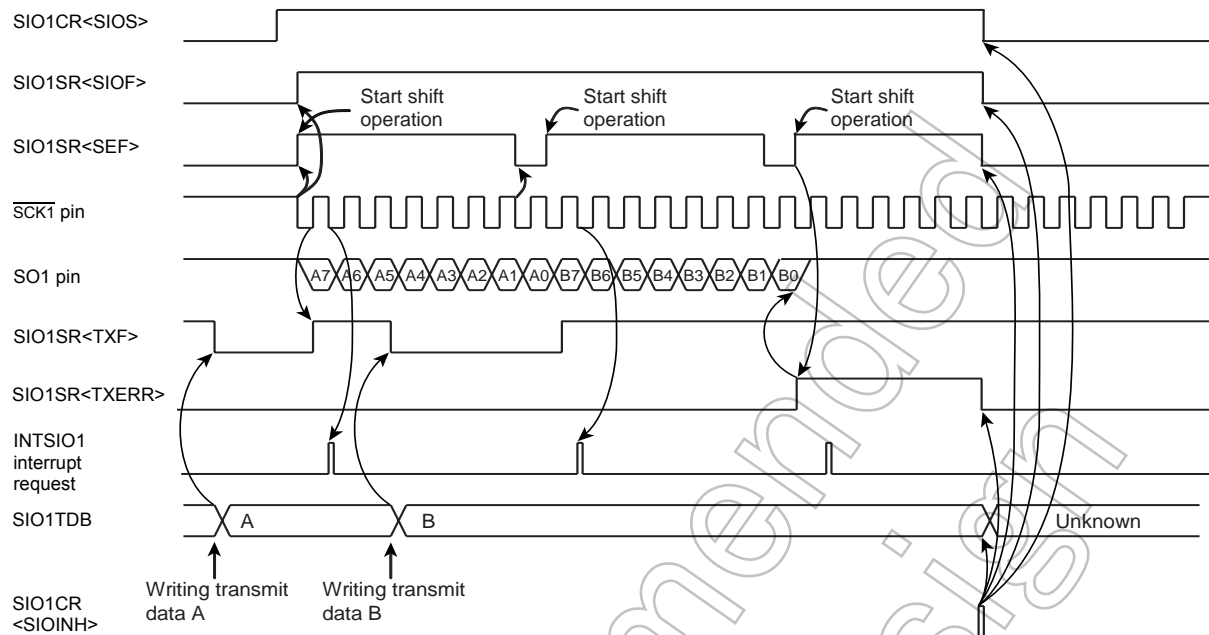 SIO1CR<SIOS>
SIO1SR<SIOF>
Start shift
operation
Start shift
operation
Start shift
operation
SIO1SR<SEF>
SCK1 pin
SO1 pin
A7 A6 A5 A4 A3 A2 A1 A0 B7 B6 B5 B4 B3 B2 B1 B0
SIO1SR<TXF>
SIO1SR<TXERR>
INTSIO1
interrupt
request
SIO1TDB
A
B
Unknown
Writing transmit
data A
Writing transmit
data B
SIO1CR
<SIOINH>